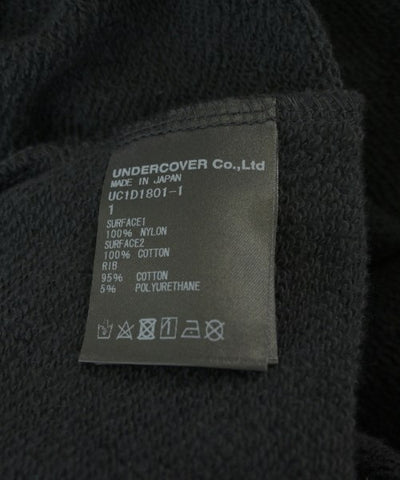 UNDERCOVER Co.,Ltd
MADE IN JAPAN
UC1D1801-1
1
SURFACE1
100% NYLON
SURFACE2
100% COTTON
RIB
95% COTTON
5% POLYURETHANE